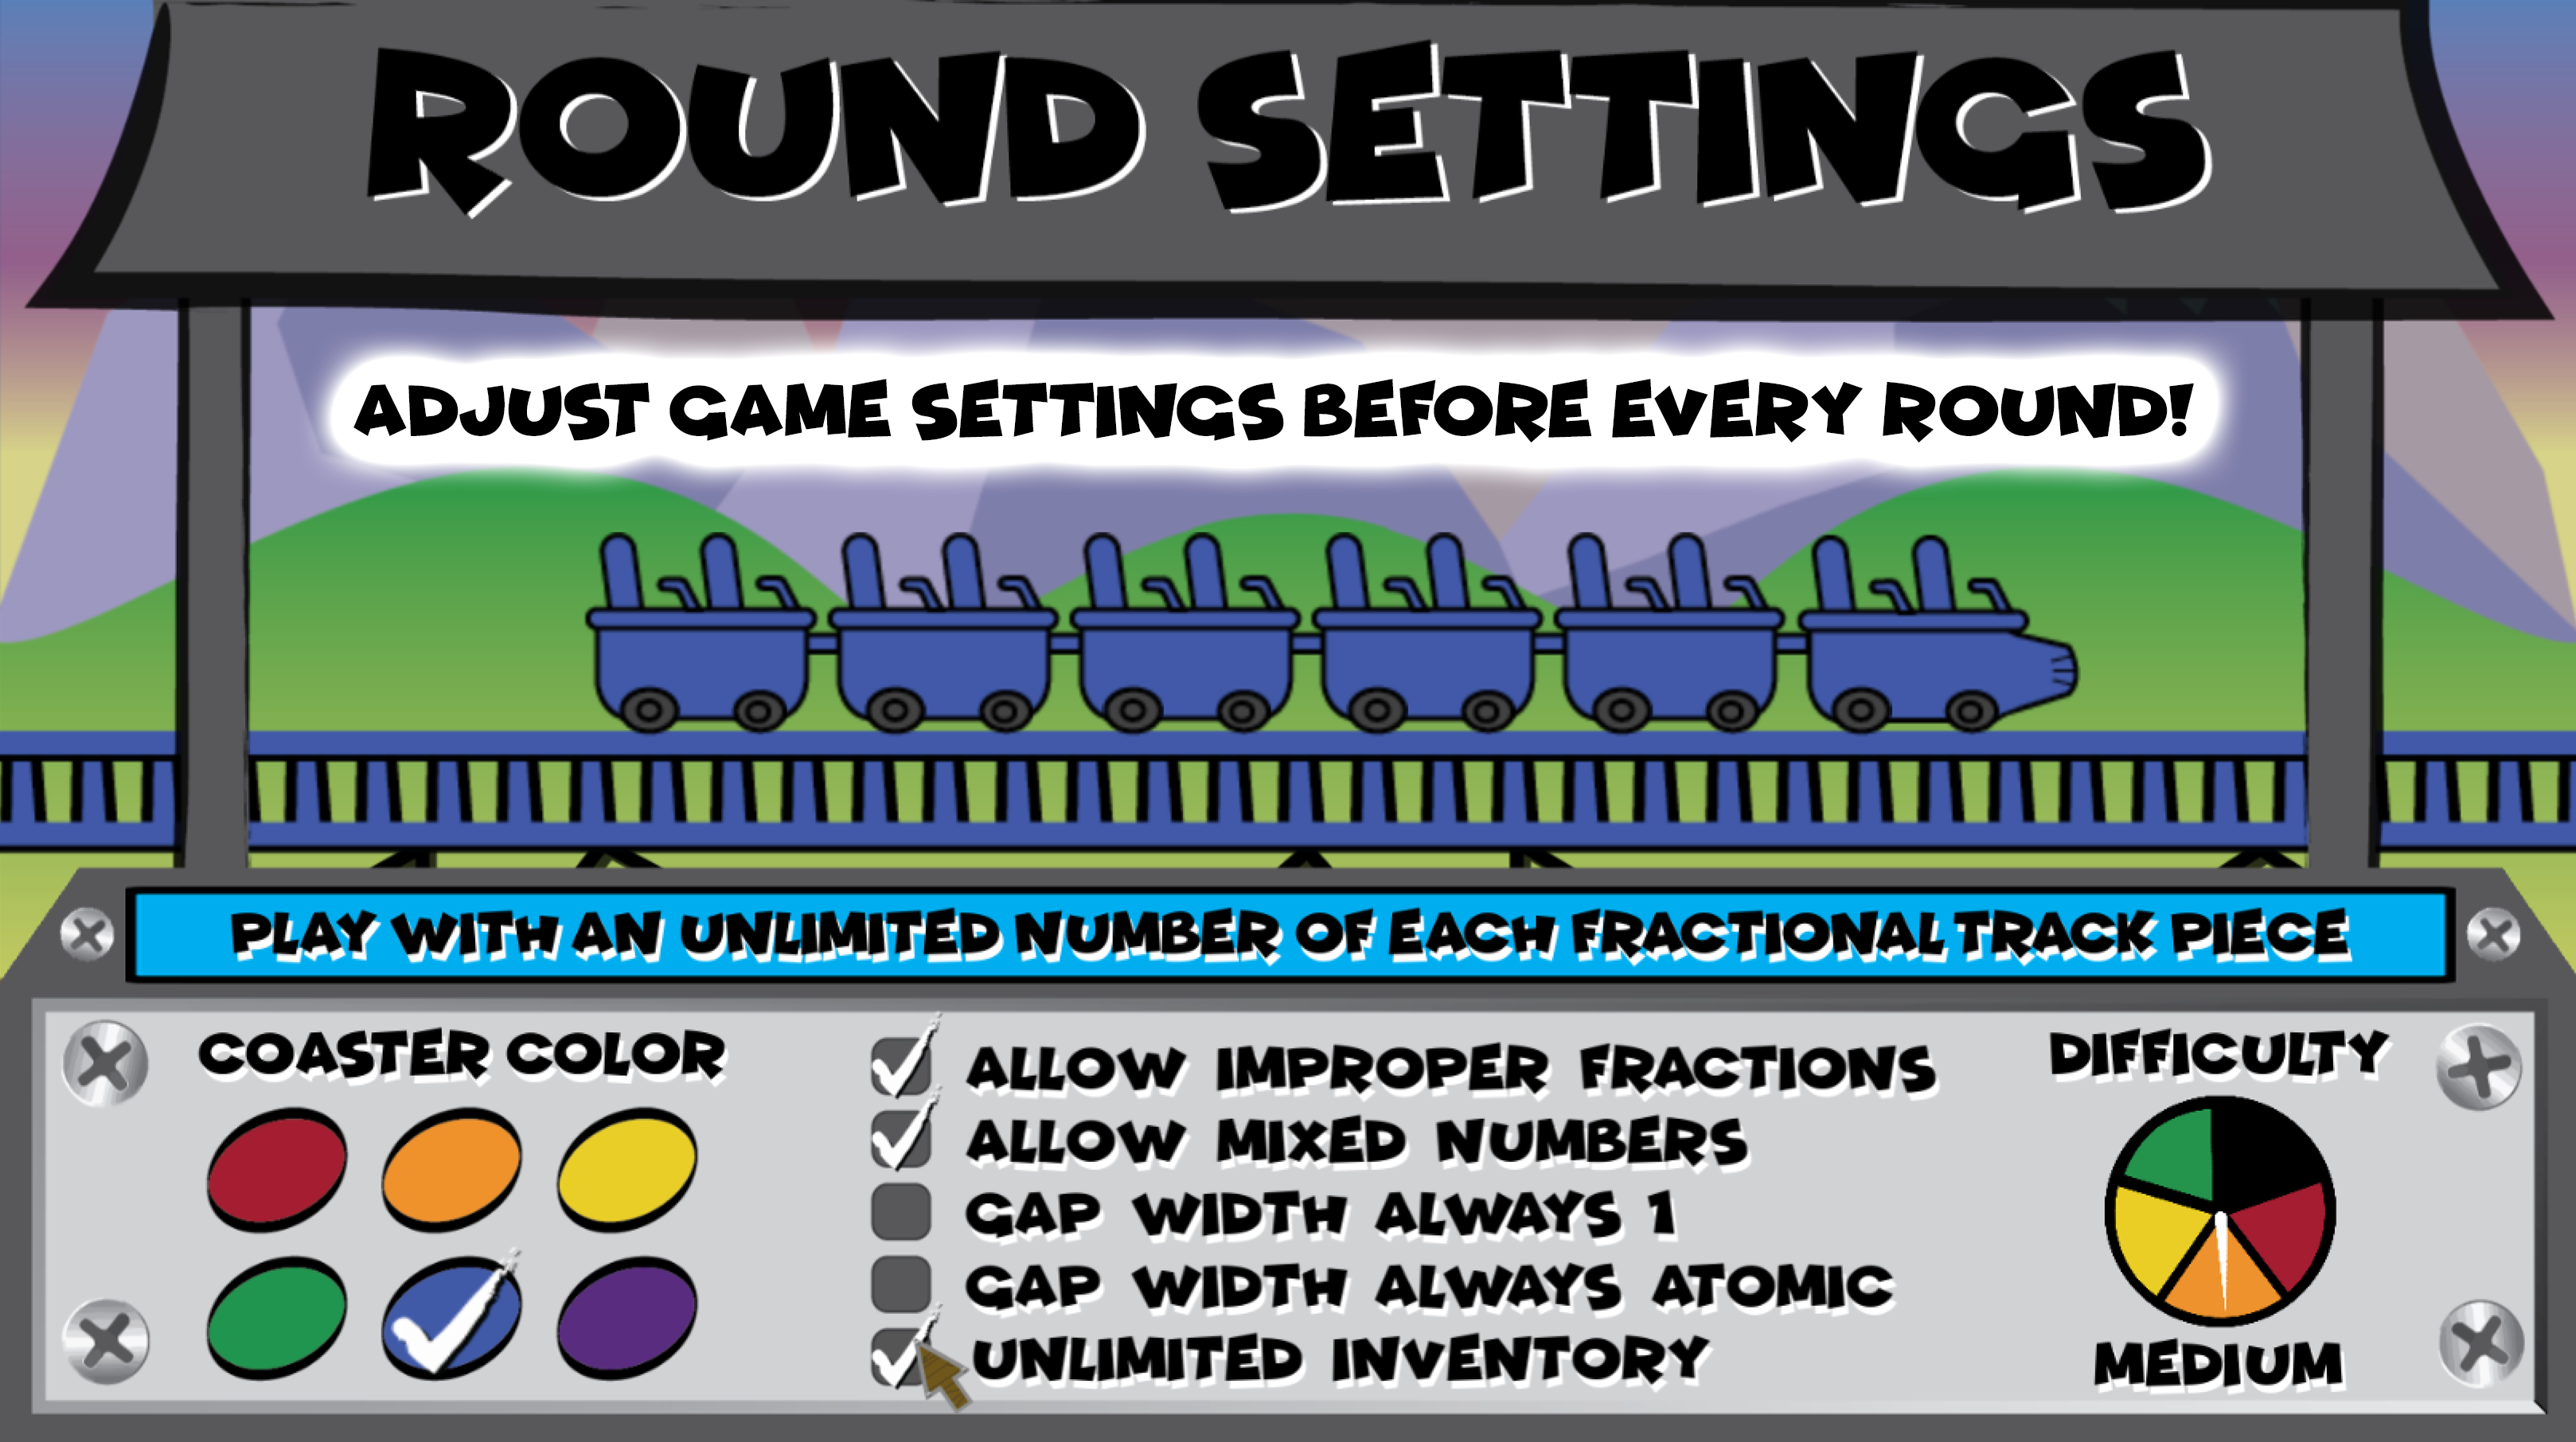 ROUND SETTINGS
ADJUST GAME SETTINGS BEFORE EVERY ROUND!
PLAY WITH AN UNLIMITED NUMBER OF EACH FRACTIONAL TRACK PIECE
COASTER COLOR
ALLOW IMPROPER FRACTIONS
ALLOW MIXED NUMBERS
GAP WIDTH ALWAYS 1
GAP WIDTH ALWAYS ATOMIC
UNLIMITED INVENTORY
DIFFICULTY
MEDIUM